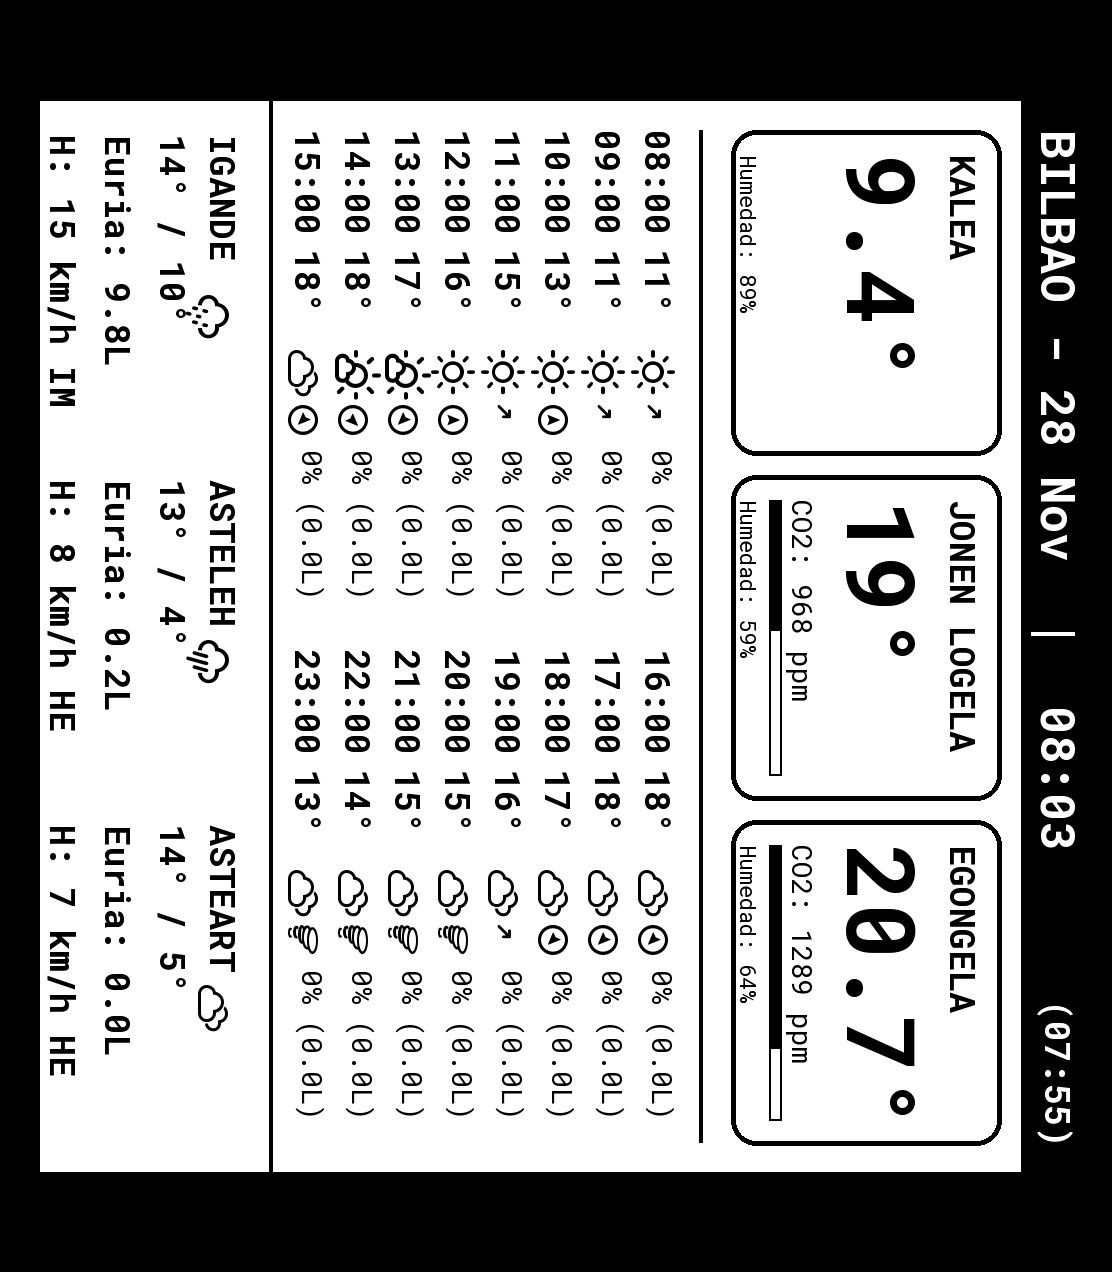 BILBAO - 28 Nov | 08:03 (07:55)
KALEA
9.4°
Humedad: 89%
JONEN LOGELA
19°
CO2: 968 ppm
Humedad: 59%
EGONGELA
20.7°
CO2: 1289 ppm
Humedad: 64%
08:00 11° 0% (0.0L)
09:00 11° 0% (0.0L)
10:00 13° 0% (0.0L)
11:00 15° 0% (0.0L)
12:00 16° 0% (0.0L)
13:00 17° 0% (0.0L)
14:00 18° 0% (0.0L)
15:00 18° 0% (0.0L)
16:00 18° 0% (0.0L)
17:00 18° 0% (0.0L)
18:00 17° 0% (0.0L)
19:00 16° 0% (0.0L)
20:00 15° 0% (0.0L)
21:00 15° 0% (0.0L)
22:00 14° 0% (0.0L)
23:00 13° 0% (0.0L)
IGANDE
14° / 10°
Euria: 9.8L
H: 15 km/h IM
ASTELEH
13° / 4°
Euria: 0.2L
H: 8 km/h HE
ASTEART
14° / 5°
Euria: 0.0L
H: 7 km/h HE